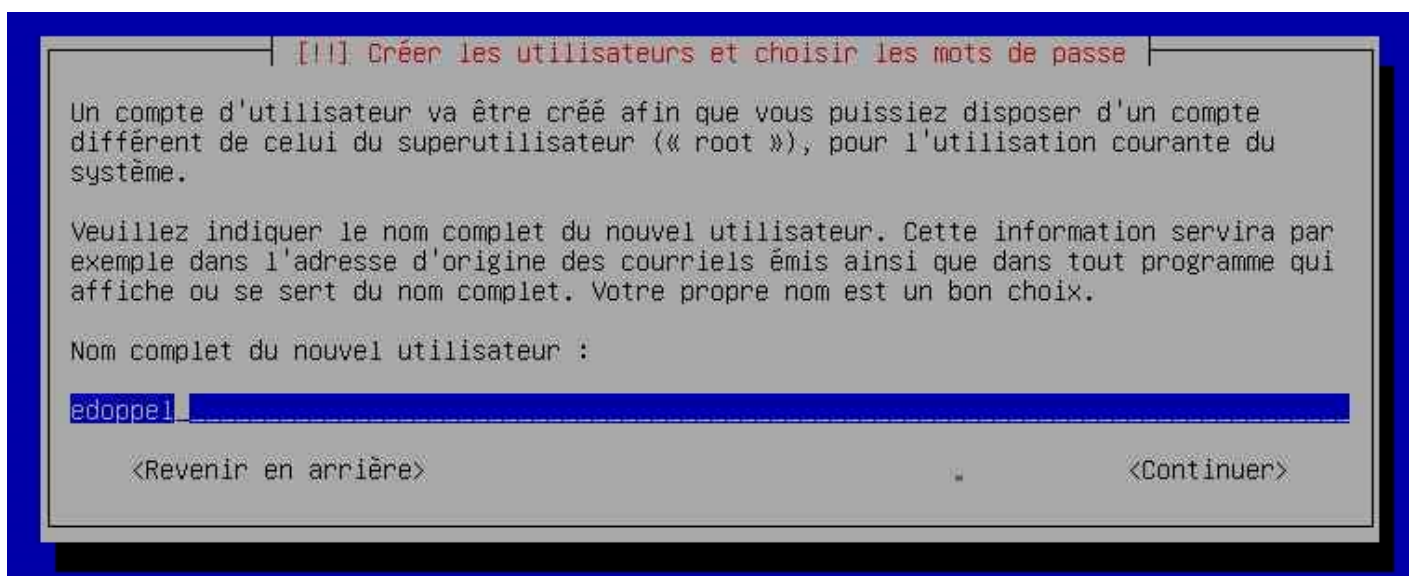 [!!] Créer les utilisateurs et choisir les mots de passe
Un compte d'utilisateur va être créé afin que vous puissiez disposer d'un compte
différent de celui du superutilisateur (« root »), pour l'utilisation courante du
système.
Veuillez indiquer le nom complet du nouvel utilisateur. Cette information servira par
exemple dans l'adresse d'origine des courriels émis ainsi que dans tout programme qui
affiche ou se sert du nom complet. Votre propre nom est un bon choix.
Nom complet du nouvel utilisateur :
edoppel
<Revenir en arrière> <Continuer>